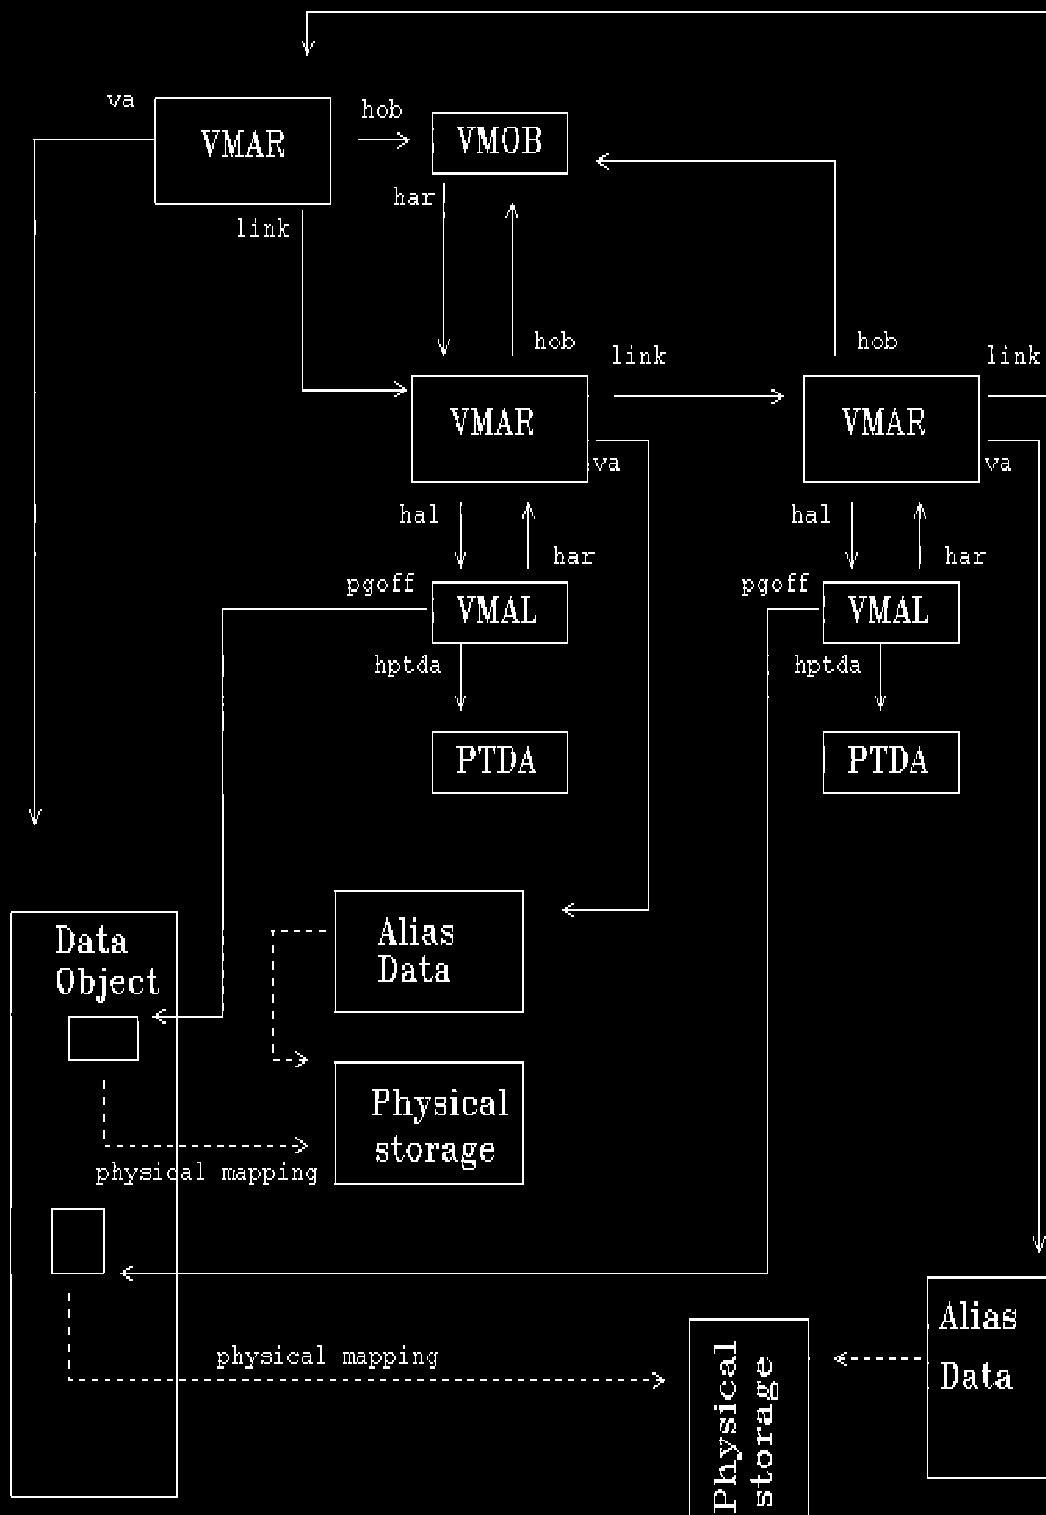 va
hob
VMAR
VMOB
har
link
hob
link
hob
link
VMAR
VMAR
va
va
hal
har
hal
har
pgoff
VMAL
pgoff
VMAL
hptda
hptda
PTDA
PTDA
Data
Object
Alias
Data
Physical
storage
physical mapping
physical mapping
Physical
storage
Alias
Data